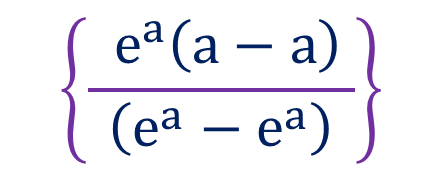 { eᵃ(a − a)
(eᵃ − eᵃ) }